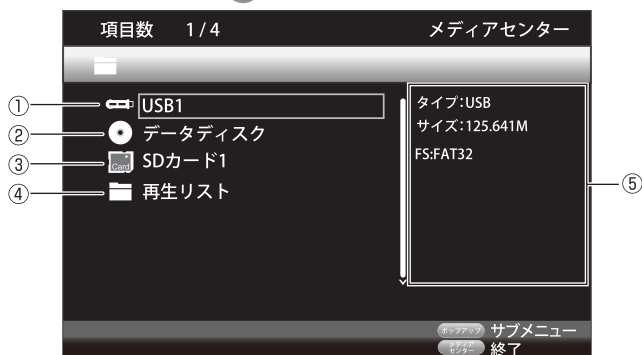 項目数 1/4 メディアセンター
① USB1
② データディスク
③ Card SDカード1
④ 再生リスト
タイプ:USB
サイズ:125.641M
FS:FAT32
⑤
ポップアップ サブメニュー
メディアセンター 終了